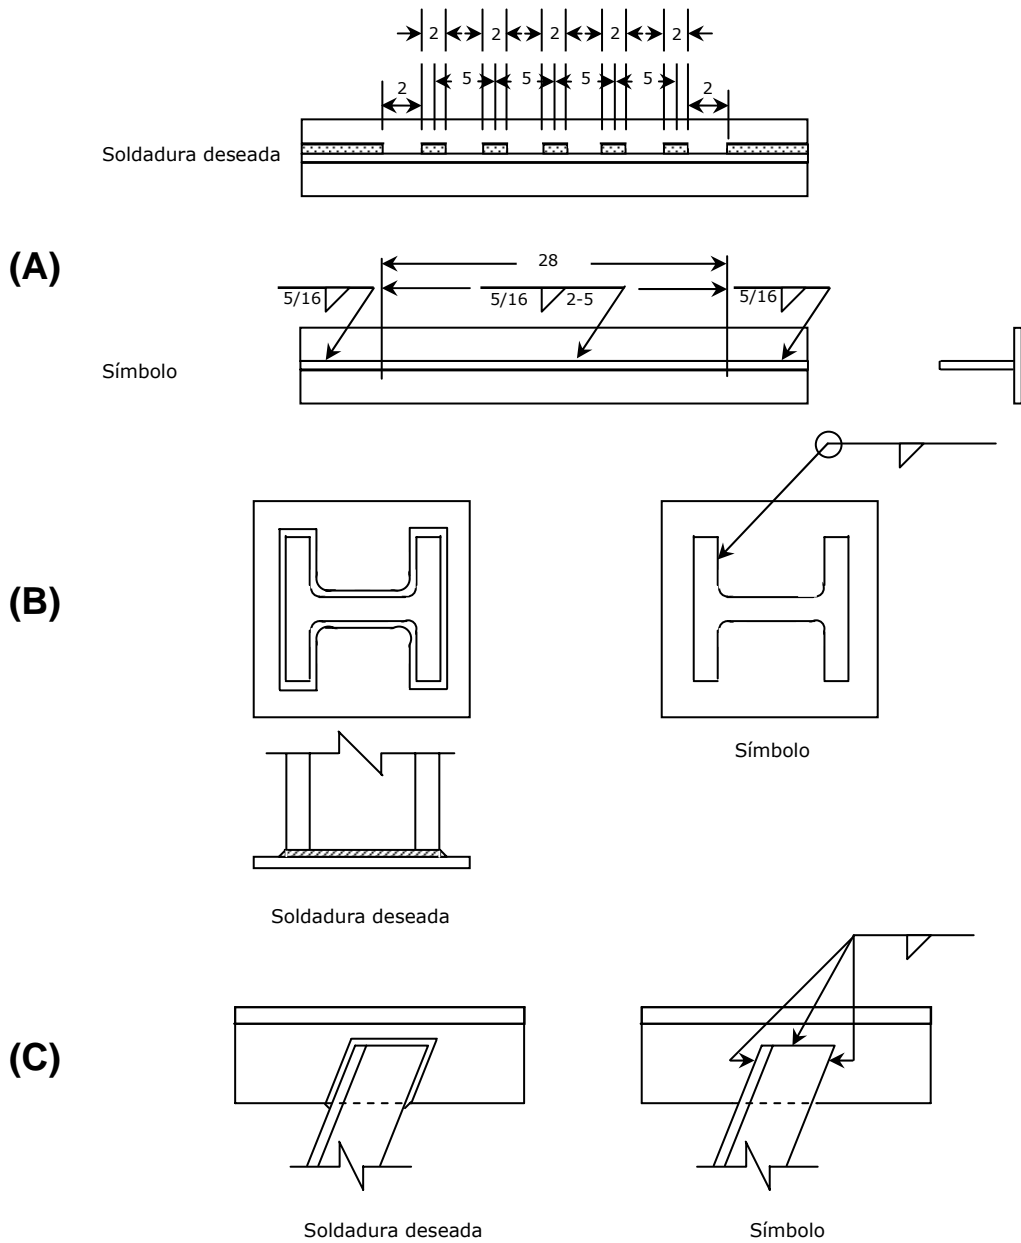 2 2 2 2 2
5 5 5 5
2 2
Soldadura deseada
(A)
28
5/16 5/16 2-5 5/16
Símbolo
(B)
Símbolo
Soldadura deseada
(C)
Soldadura deseada Símbolo